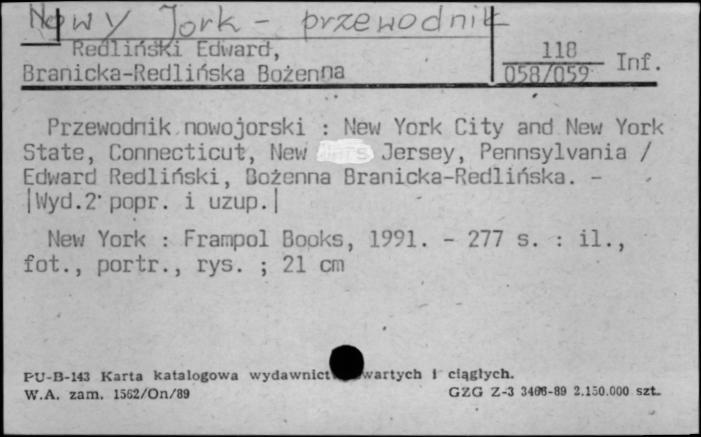 Nowy Jork - przewodnik
Redliński Edward,
Branicka-Redlińska Bożenna
118
058/059
Inf.
Przewodnik nowojorski : New York City and New York
State, Connecticut, New Jersey, Pennsylvania /
Edward Redliński, Bożenna Branicka-Redlińska. -
|Wyd.2 popr. i uzup.|
New York : Frampol Books, 1991. - 277 s. : il.,
fot., portr., rys. ; 21 cm
PU-B-143 Karta katalogowa wydawnict wartych i ciągłych.
W.A. zam. 1562/On/89
GZG Z-3 3406-89 2.150.000 szt.